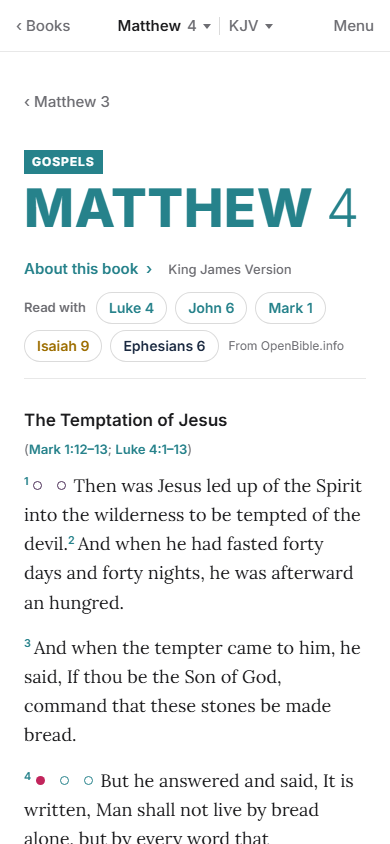 ‹ Books Matthew 4 KJV Menu
‹ Matthew 3
GOSPELS
MATTHEW 4
About this book › King James Version
Read with Luke 4 John 6 Mark 1
Isaiah 9 Ephesians 6 From OpenBible.info
The Temptation of Jesus
(Mark 1:12–13; Luke 4:1–13)
1 Then was Jesus led up of the Spirit
into the wilderness to be tempted of the
devil.2 And when he had fasted forty
days and forty nights, he was afterward
an hungred.
3 And when the tempter came to him, he
said, If thou be the Son of God,
command that these stones be made
bread.
4 But he answered and said, It is
written, Man shall not live by bread
alone, but by every word that